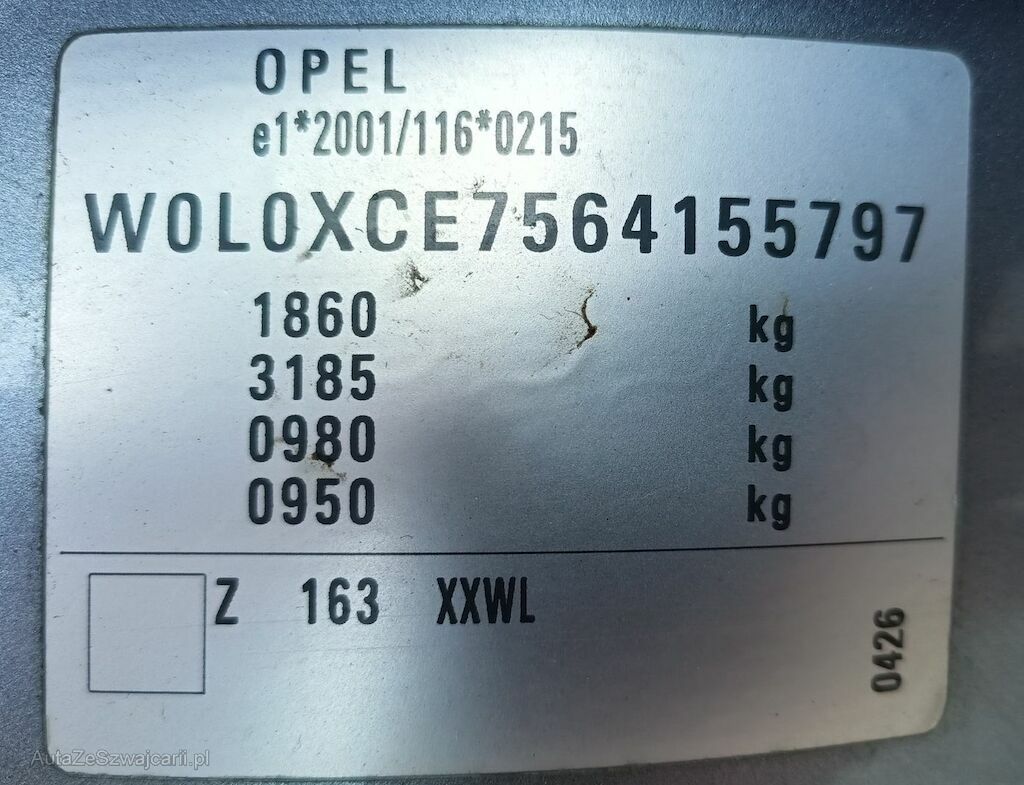 OPEL
e1*2001/116*0215
W0L0XCE7564155797
1860 kg
3185 kg
0980 kg
0950 kg
Z 163 XXWL
0426
AutaZeSzwajcarii.pl